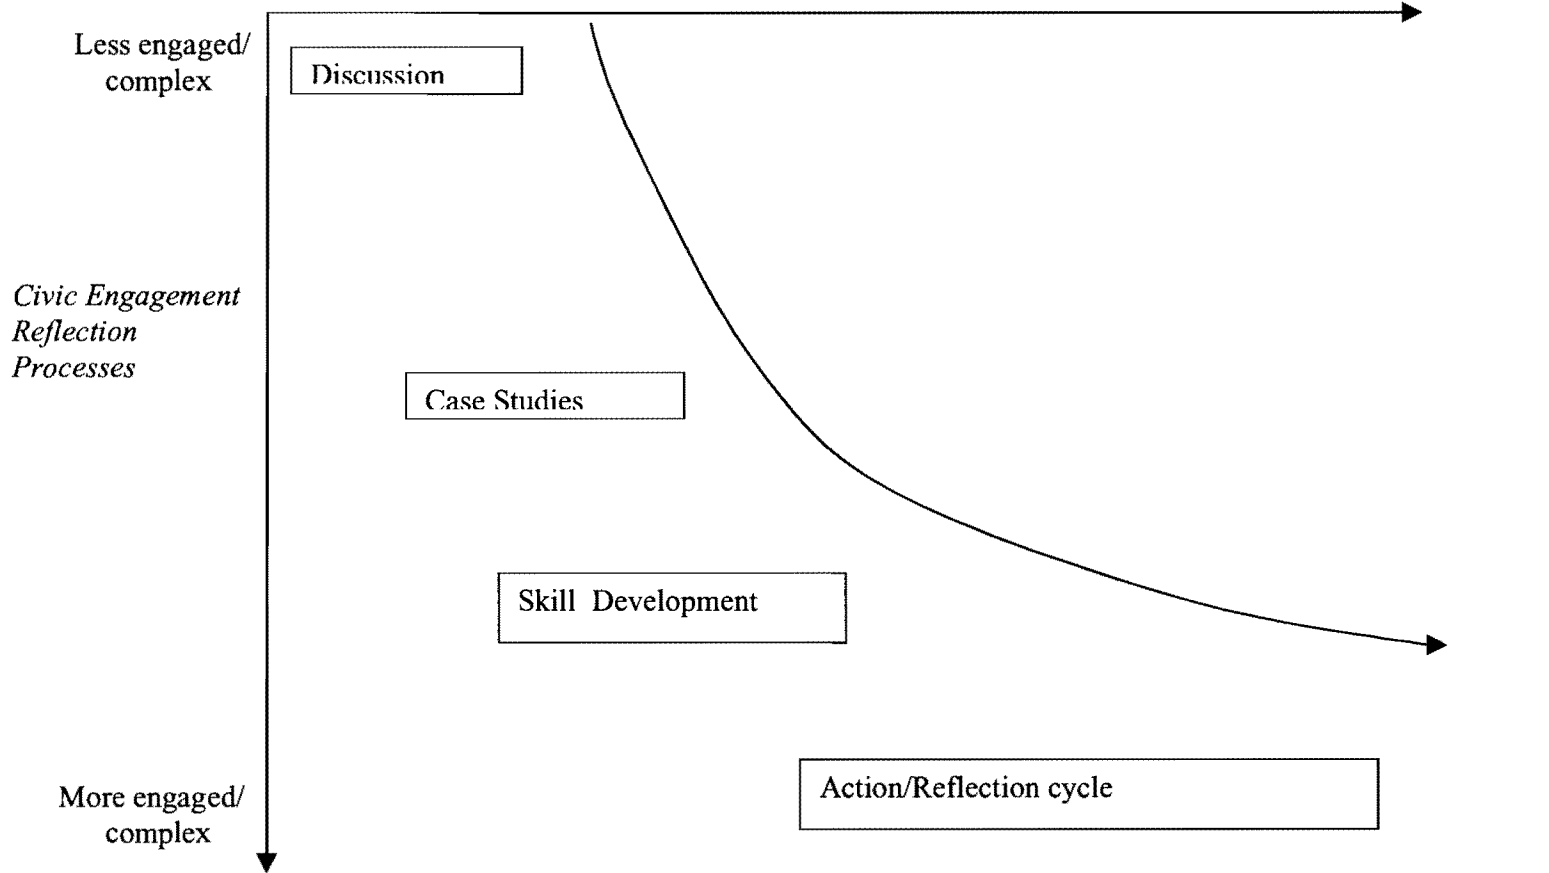 Less engaged/
complex
Discussion
Civic Engagement
Reflection
Processes
Case Studies
Skill Development
Action/Reflection cycle
More engaged/
complex